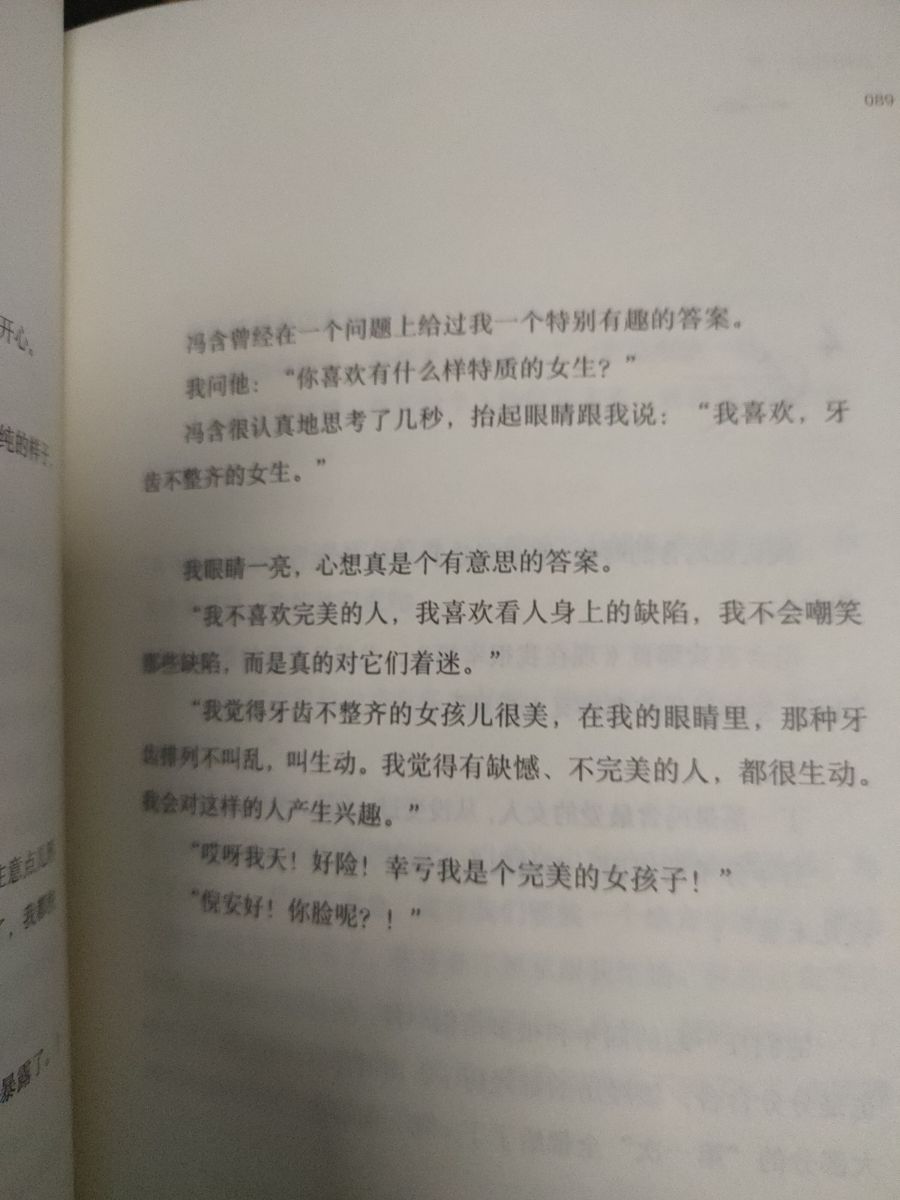 089
开心。
纯的样子，
暴露了。
冯含曾经在一个问题上给过我一个特别有趣的答案。
我问他：“你喜欢有什么样特质的女生？”
冯含很认真地思考了几秒，抬起眼睛跟我说：“我喜欢，牙
齿不整齐的女生。”
我眼睛一亮，心想真是个有意思的答案。
“我不喜欢完美的人，我喜欢看人身上的缺陷，我不会嘲笑
那些缺陷，而是真的对它们着迷。”
“我觉得牙齿不整齐的女孩儿很美，在我的眼睛里，那种牙
齿排列不叫乱，叫生动。我觉得有缺憾、不完美的人，都很生动。
我会对这样的人产生兴趣。”
“哎呀我天！好险！幸亏我是个完美的女孩子！”
“倪安好！你脸呢？！”